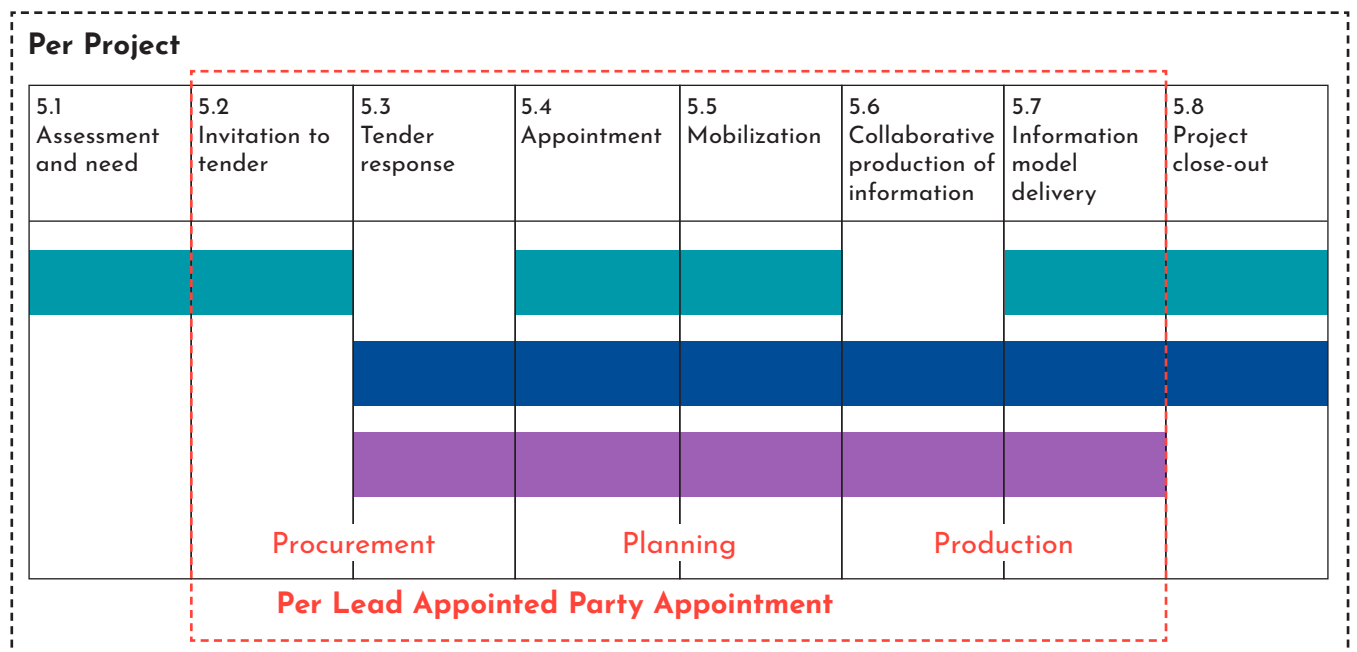 Per Project
5.1
Assessment
and need
5.2
Invitation to
tender
5.3
Tender
response
5.4
Appointment
5.5
Mobilization
5.6
Collaborative
production of
information
5.7
Information
model
delivery
5.8
Project
close-out
Procurement
Planning
Production
Per Lead Appointed Party Appointment